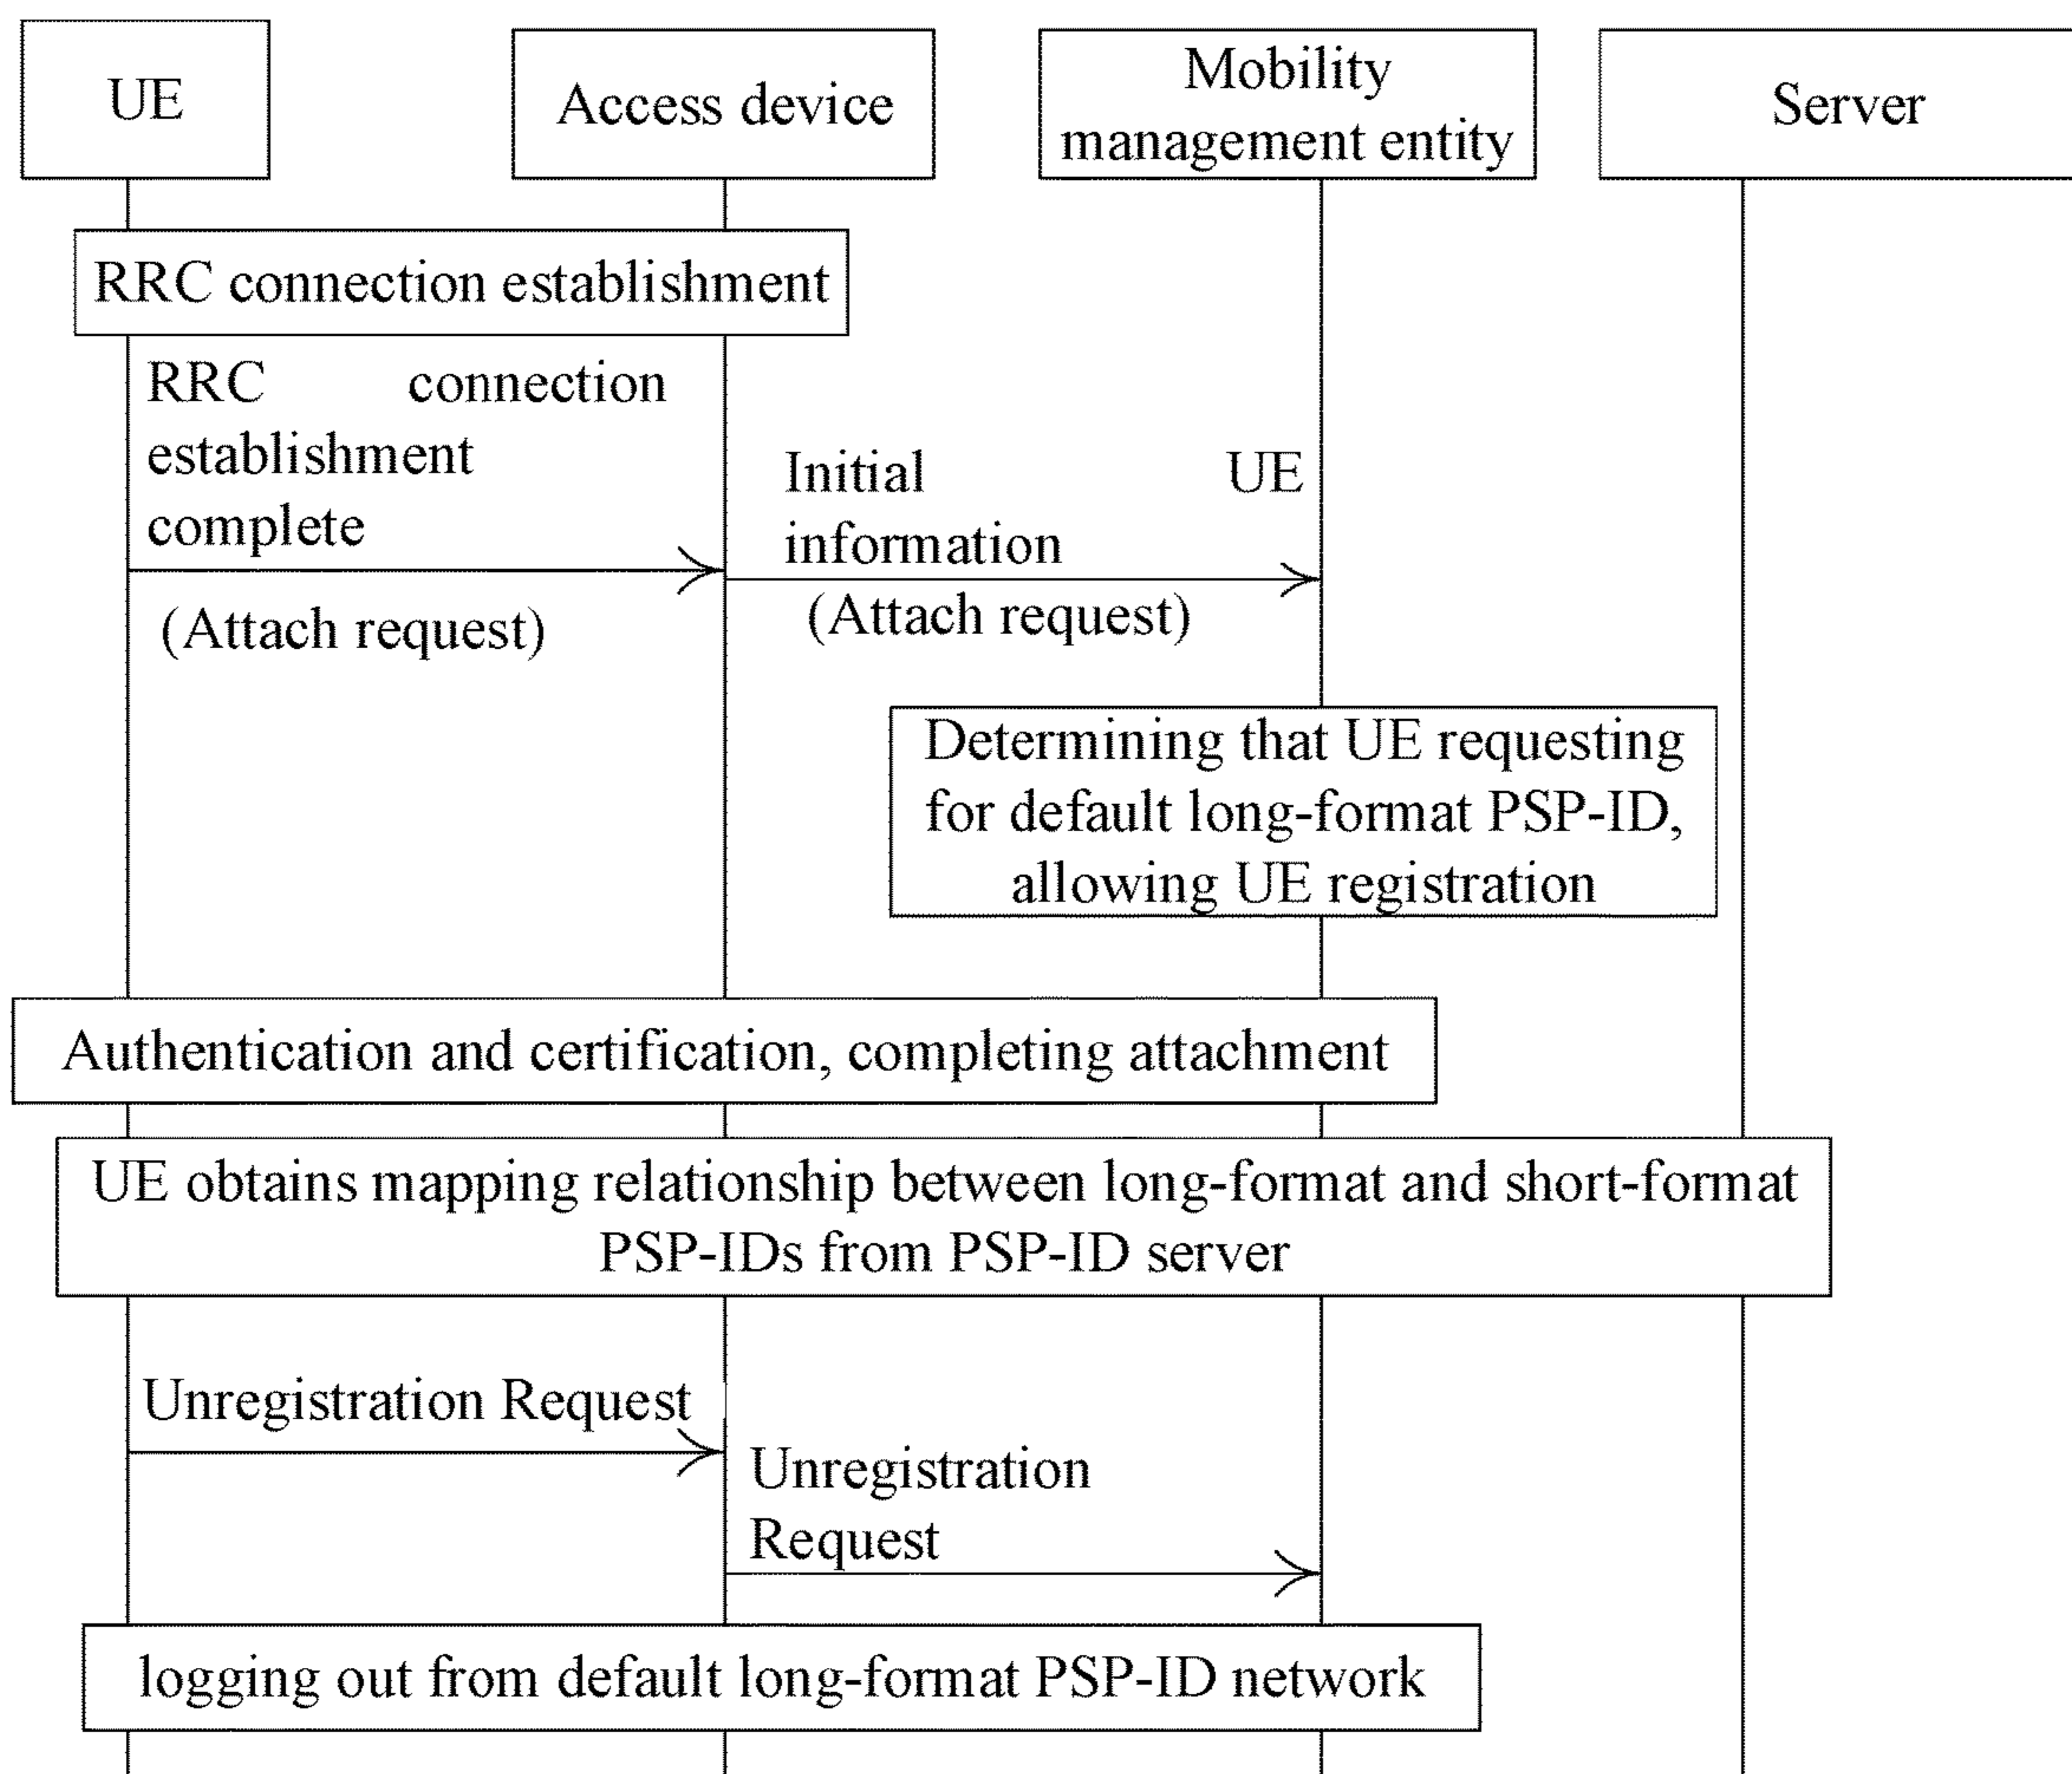 UE
Access device
Mobility
management entity
Server
RRC connection establishment
RRC connection
establishment
complete
(Attach request)
Initial UE
information
(Attach request)
Determining that UE requesting
for default long-format PSP-ID,
allowing UE registration
Authentication and certification, completing attachment
UE obtains mapping relationship between long-format and short-format
PSP-IDs from PSP-ID server
Unregistration Request
Unregistration
Request
logging out from default long-format PSP-ID network